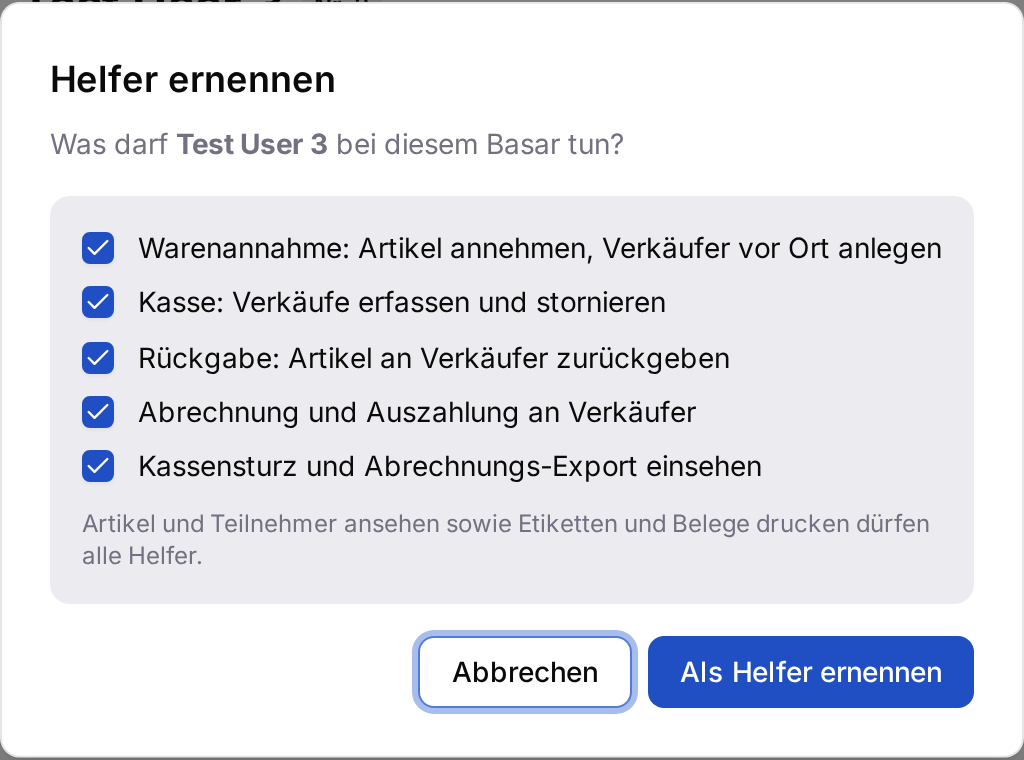 Helfer ernennen
Was darf Test User 3 bei diesem Basar tun?
Warenannahme: Artikel annehmen, Verkäufer vor Ort anlegen
Kasse: Verkäufe erfassen und stornieren
Rückgabe: Artikel an Verkäufer zurückgeben
Abrechnung und Auszahlung an Verkäufer
Kassensturz und Abrechnungs-Export einsehen
Artikel und Teilnehmer ansehen sowie Etiketten und Belege drucken dürfen
alle Helfer.
Abbrechen
Als Helfer ernennen